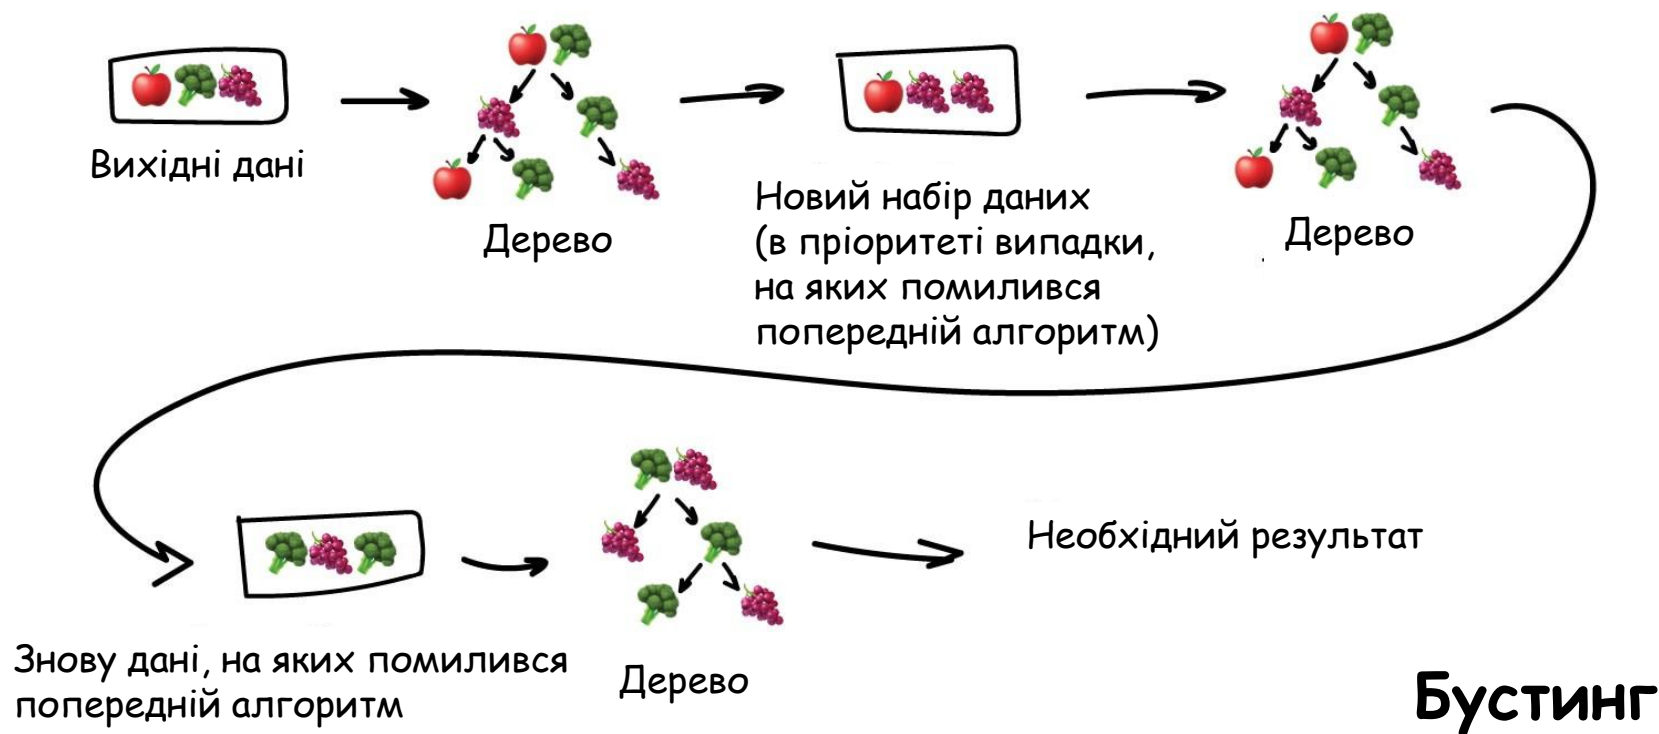 Вихідні дані
Дерево
Новий набір даних
(в пріоритеті випадки,
на яких помилився
попередній алгоритм)
Дерево
Знову дані, на яких помилився
попередній алгоритм
Дерево
Необхідний результат
Бустинг